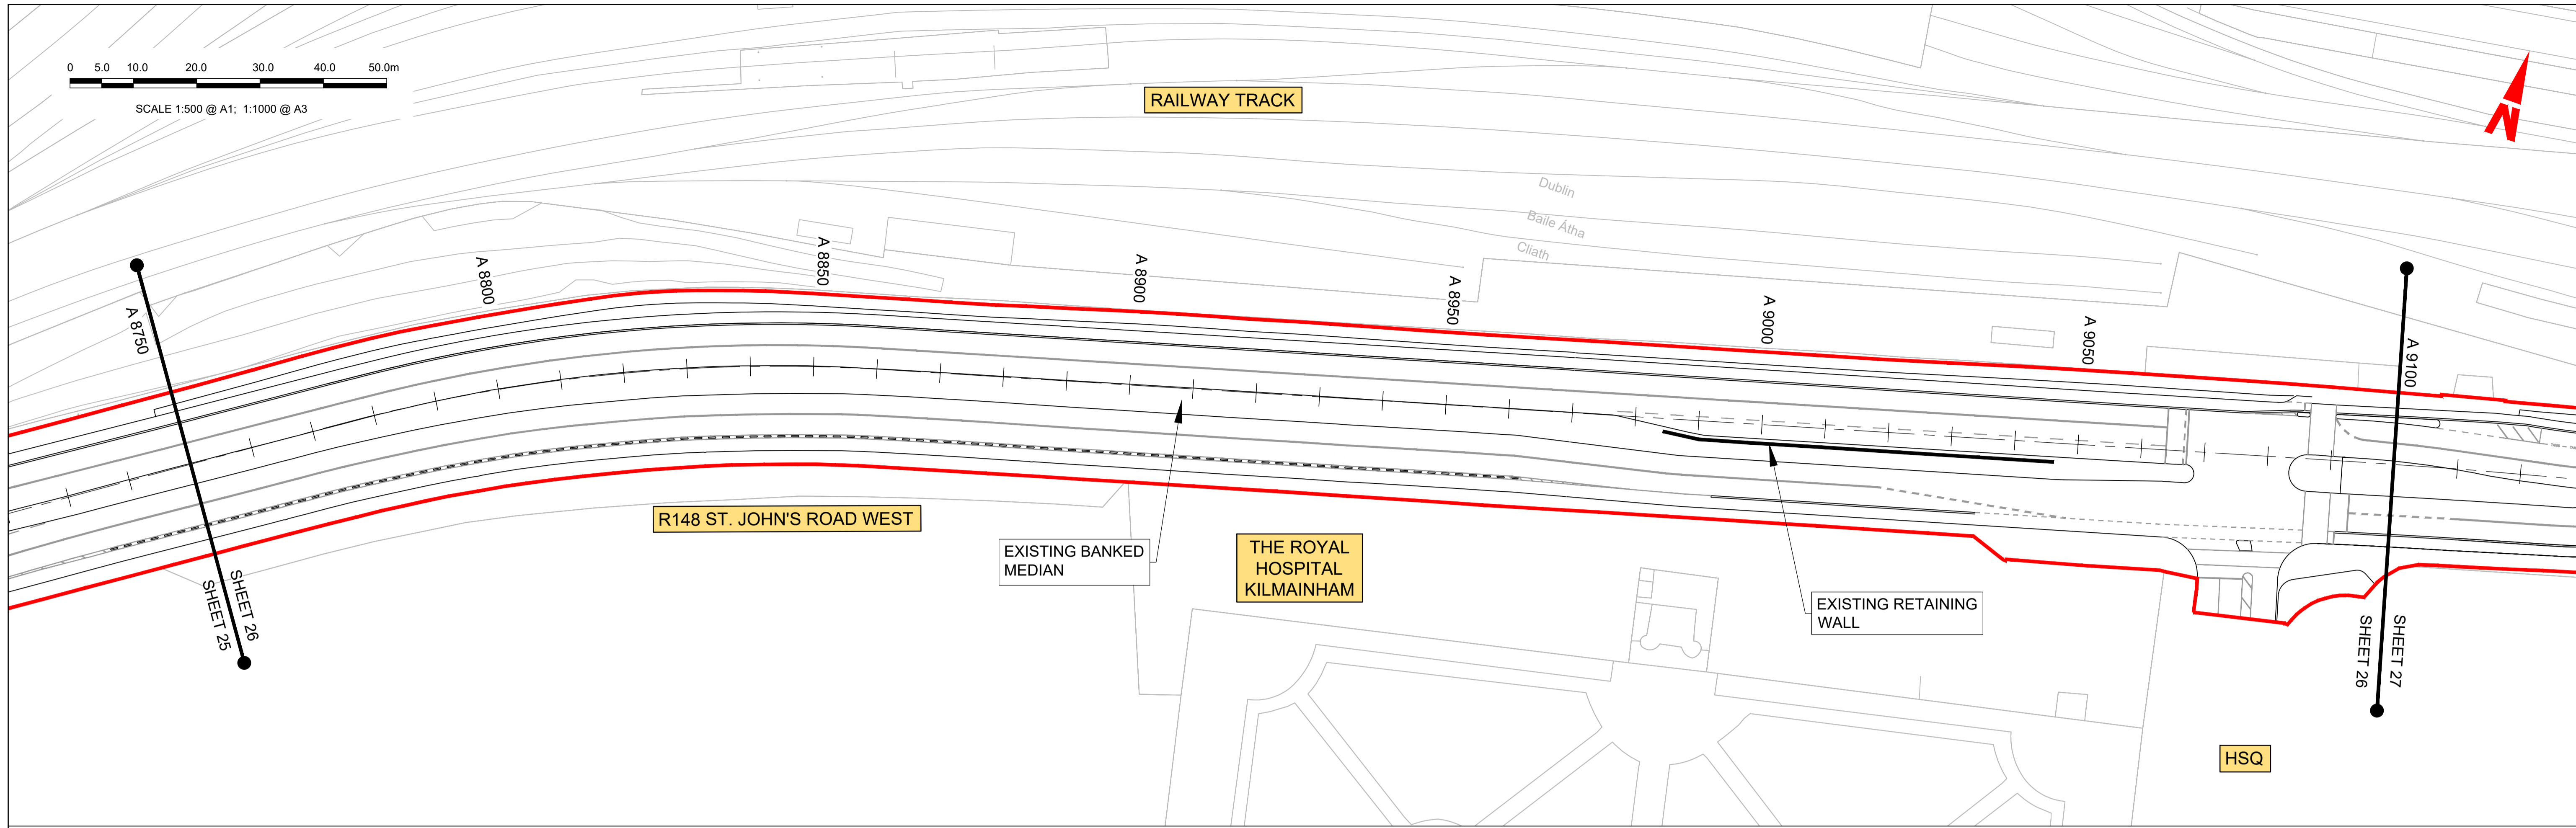 0 5.0 10.0 20.0 30.0 40.0 50.0m
SCALE 1:500 @ A1; 1:1000 @ A3
RAILWAY TRACK
N
Dublin
Baile Átha
Cliath
A 8750
A 8800
A 8850
A 8900
A 8950
A 9000
A 9050
A 9100
R148 ST. JOHN'S ROAD WEST
EXISTING BANKED
MEDIAN
THE ROYAL
HOSPITAL
KILMAINHAM
EXISTING RETAINING
WALL
SHEET 26
SHEET 25
SHEET 27
SHEET 26
HSQ